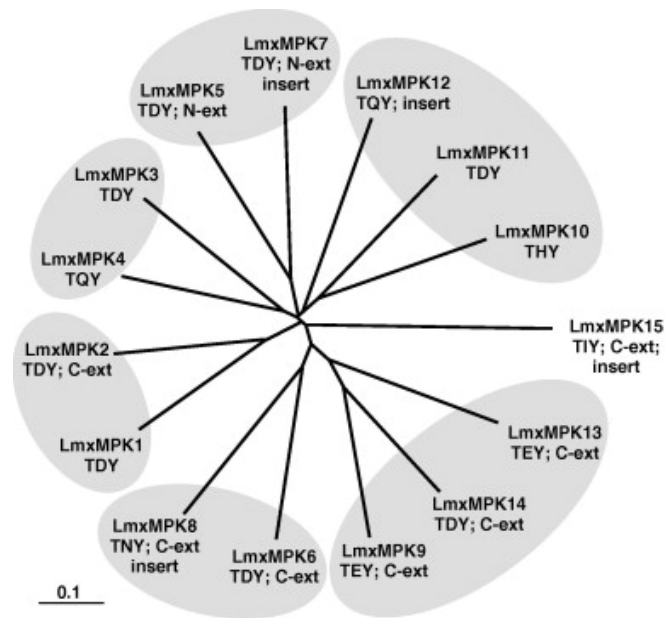 LmxMPK7
TDY; N-ext
insert
LmxMPK5
TDY; N-ext
LmxMPK12
TQY; insert
LmxMPK11
TDY
LmxMPK3
TDY
LmxMPK10
THY
LmxMPK4
TQY
LmxMPK15
TIY; C-ext;
insert
LmxMPK2
TDY; C-ext
LmxMPK13
TEY; C-ext
LmxMPK1
TDY
LmxMPK14
TDY; C-ext
LmxMPK8
TNY; C-ext
insert
LmxMPK6
TDY; C-ext
LmxMPK9
TEY; C-ext
0.1